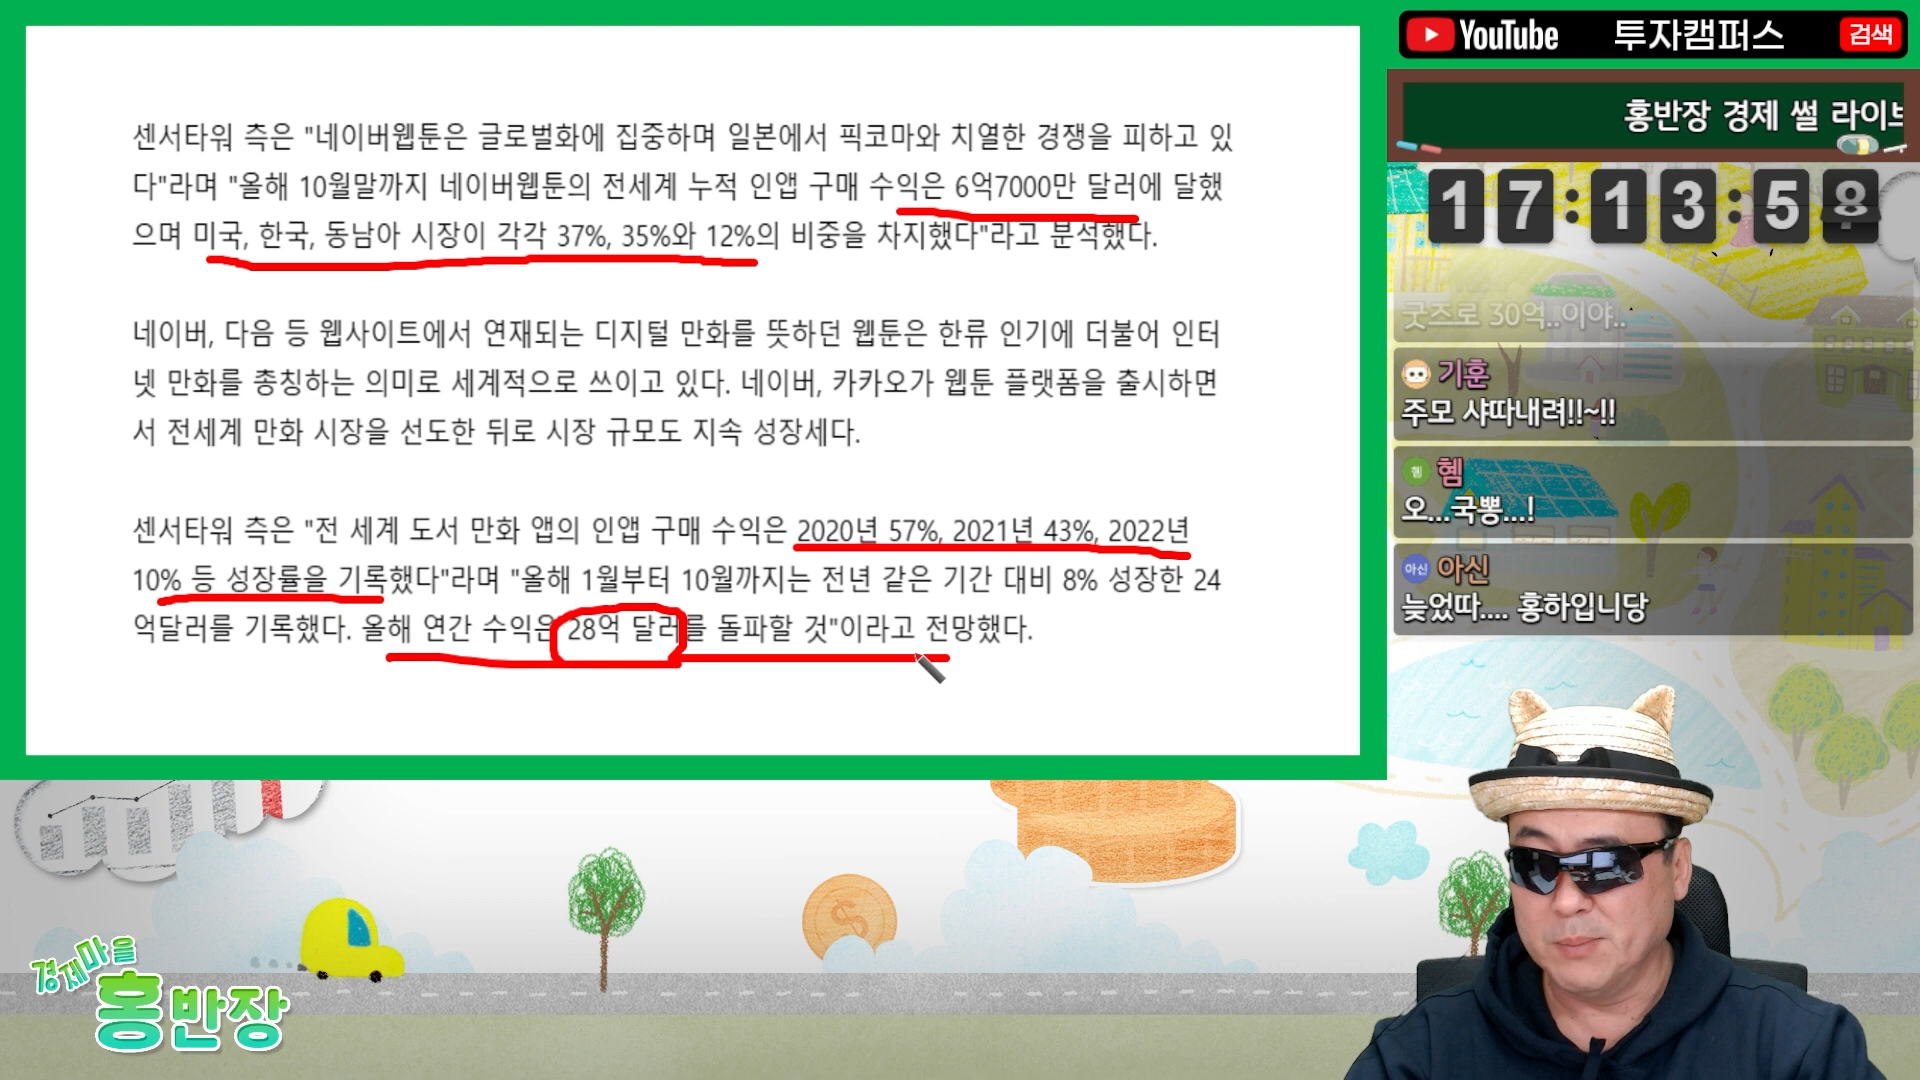 센서타워 측은 "네이버웹툰은 글로벌화에 집중하며 일본에서 픽코마와 치열한 경쟁을 피하고 있
다"라며 "올해 10월말까지 네이버웹툰의 전세계 누적 인앱 구매 수익은 6억7000만 달러에 달했
으며 미국, 한국, 동남아 시장이 각각 37%, 35%와 12%의 비중을 차지했다"라고 분석했다.
네이버, 다음 등 웹사이트에서 연재되는 디지털 만화를 뜻하던 웹툰은 한류 인기에 더불어 인터
넷 만화를 총칭하는 의미로 세계적으로 쓰이고 있다. 네이버, 카카오가 웹툰 플랫폼을 출시하면
서 전세계 만화 시장을 선도한 뒤로 시장 규모도 지속 성장세다.
센서타워 측은 "전 세계 도서 만화 앱의 인앱 구매 수익은 2020년 57%, 2021년 43%, 2022년
10% 등 성장률을 기록했다"라며 "올해 1월부터 10월까지는 전년 같은 기간 대비 8% 성장한 24
억달러를 기록했다. 올해 연간 수익은 28억 달러를 돌파할 것"이라고 전망했다.
YouTube 투자캠퍼스 검색
홍반장 경제 썰 라이브
17:13:58
굿즈로 30억..이야..
기훈
주모 샤따내려!!~!!
헴 헴
오...국뽕...!
아신 아신
늦었따.... 홍하입니당
경제마을
홍반장